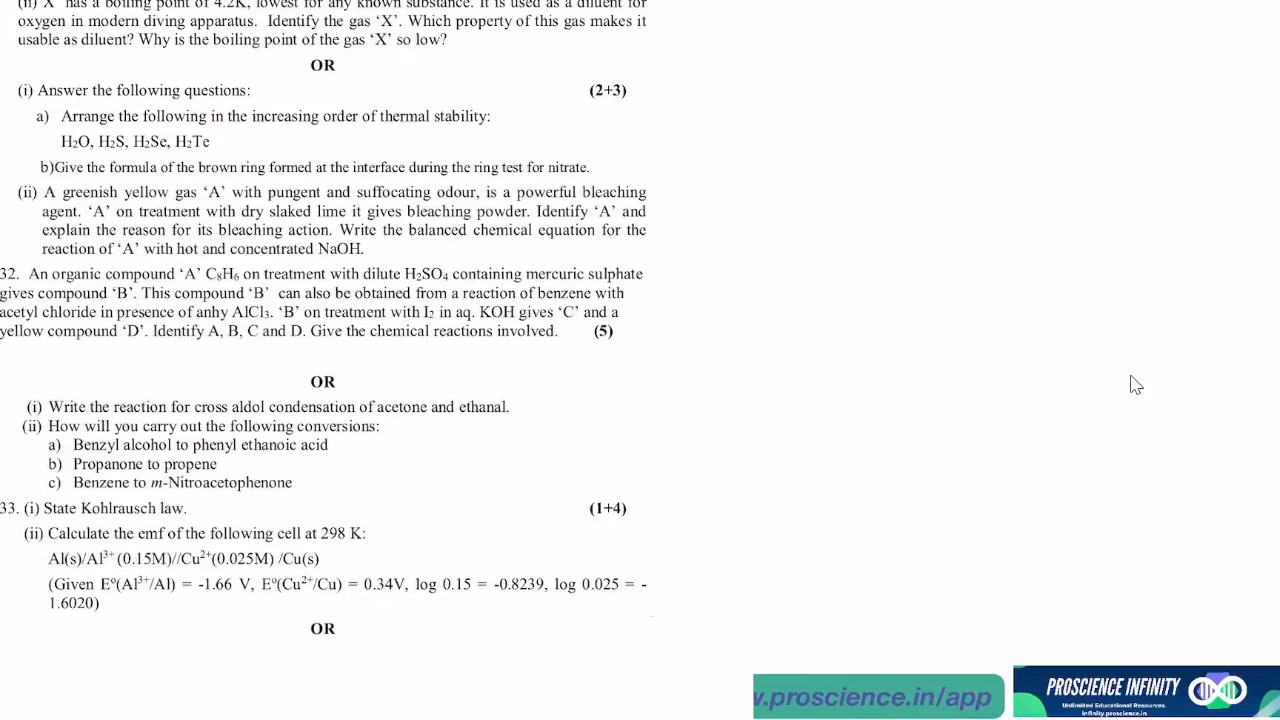 (ii) 'X' has a boiling point of 4.2K, lowest for any known substance. It is used as a diluent for
oxygen in modern diving apparatus. Identify the gas 'X'. Which property of this gas makes it
usable as diluent? Why is the boiling point of the gas 'X' so low?
OR
(i) Answer the following questions: (2+3)
a) Arrange the following in the increasing order of thermal stability:
H₂O, H₂S, H₂Se, H₂Te
b)Give the formula of the brown ring formed at the interface during the ring test for nitrate.
(ii) A greenish yellow gas 'A' with pungent and suffocating odour, is a powerful bleaching
agent. 'A' on treatment with dry slaked lime it gives bleaching powder. Identify 'A' and
explain the reason for its bleaching action. Write the balanced chemical equation for the
reaction of 'A' with hot and concentrated NaOH.
32. An organic compound 'A' C₈H₆ on treatment with dilute H₂SO₄ containing mercuric sulphate
gives compound 'B'. This compound 'B' can also be obtained from a reaction of benzene with
acetyl chloride in presence of anhy AlCl₃. 'B' on treatment with I₂ in aq. KOH gives 'C' and a
yellow compound 'D'. Identify A, B, C and D. Give the chemical reactions involved. (5)
OR
(i) Write the reaction for cross aldol condensation of acetone and ethanal.
(ii) How will you carry out the following conversions:
a) Benzyl alcohol to phenyl ethanoic acid
b) Propanone to propene
c) Benzene to m-Nitroacetophenone
33. (i) State Kohlrausch law. (1+4)
(ii) Calculate the emf of the following cell at 298 K:
Al(s)/Al³⁺ (0.15M)//Cu²⁺(0.025M) /Cu(s)
(Given E⁰(Al³⁺/Al) = -1.66 V, E⁰(Cu²⁺/Cu) = 0.34V, log 0.15 = -0.8239, log 0.025 = -
1.6020)
OR
.proscience.in/app
PROSCIENCE INFINITY
Unlimited Educational Resources.
infinity.proscience.in